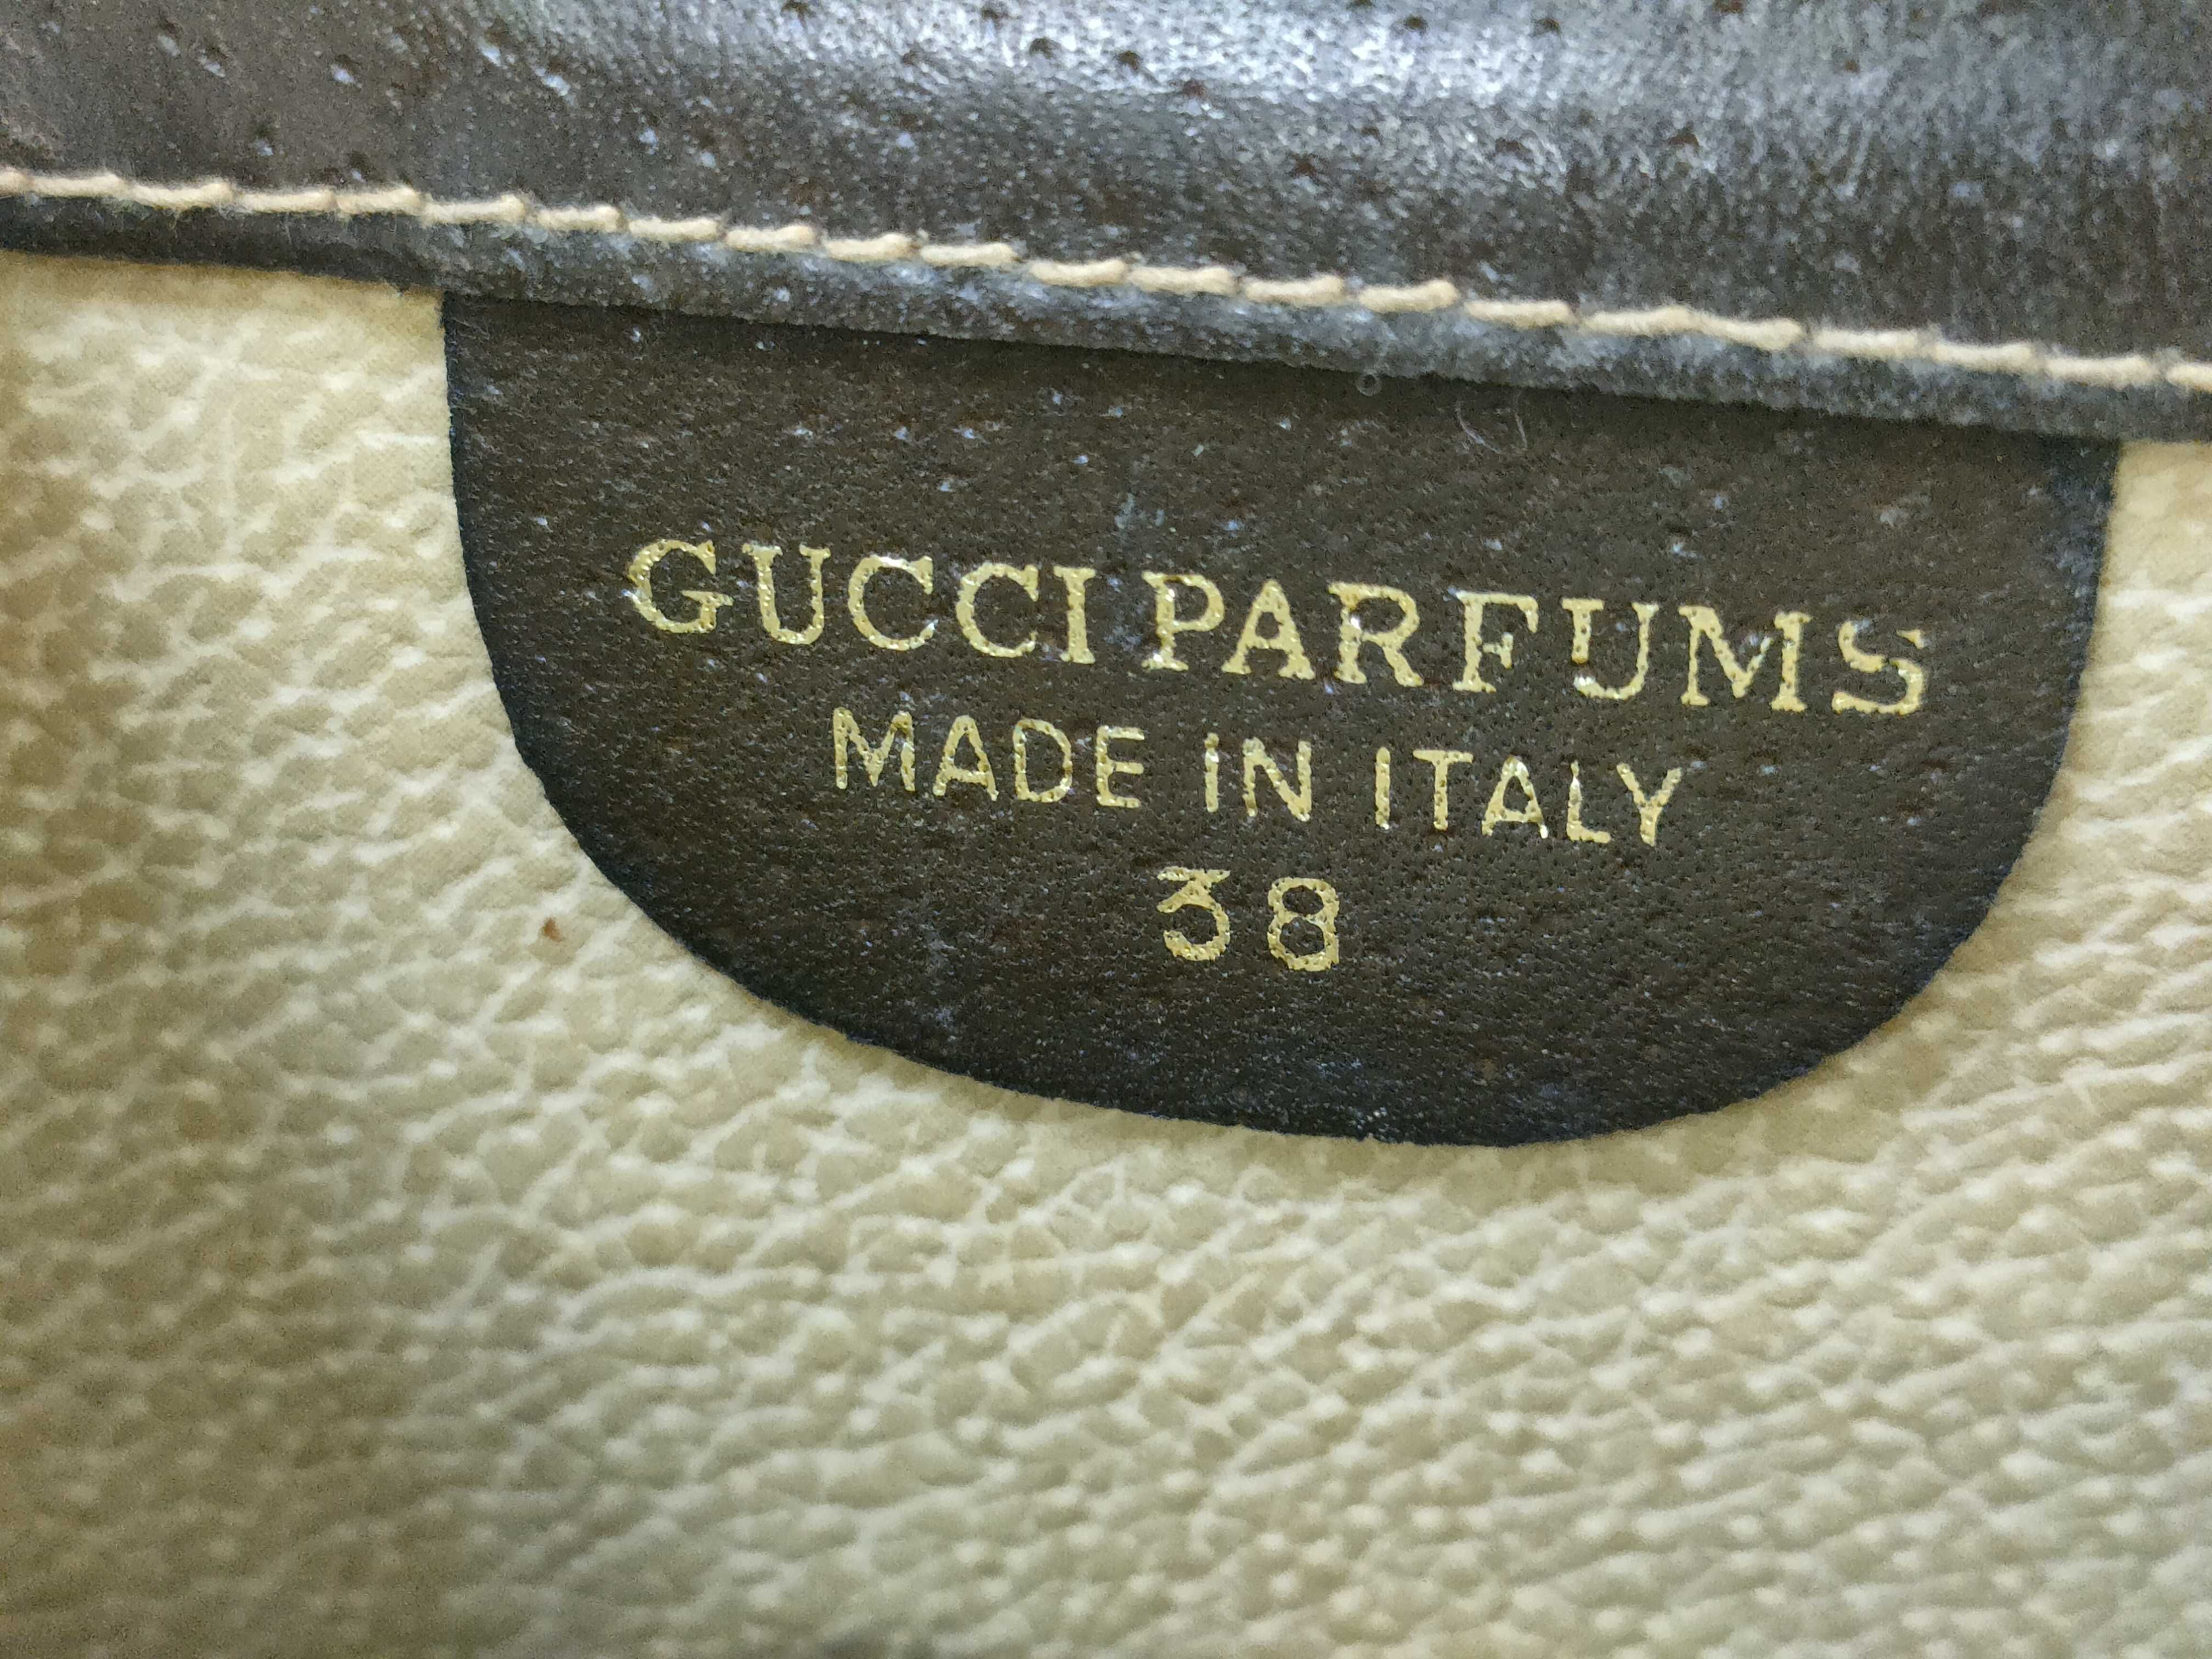 GUCCI PARFUMS
MADE IN ITALY
38